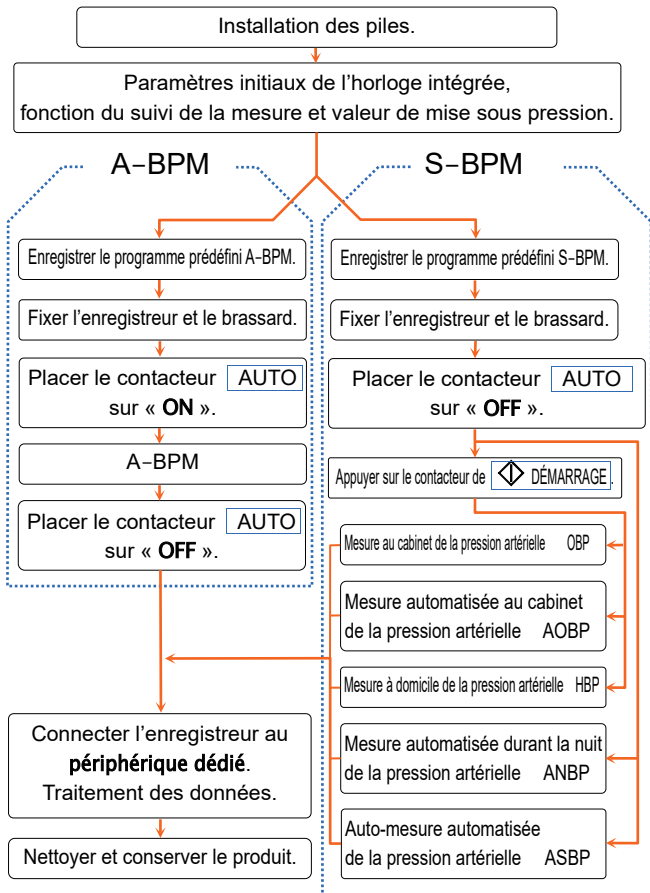 Installation des piles.
Paramètres initiaux de l’horloge intégrée,
fonction du suivi de la mesure et valeur de mise sous pression.
A−BPM
Enregistrer le programme prédéfini A−BPM.
Fixer l’enregistreur et le brassard.
Placer le contacteur AUTO
sur « ON ».
A−BPM
Placer le contacteur AUTO
sur « OFF ».
S−BPM
Enregistrer le programme prédéfini S−BPM.
Fixer l’enregistreur et le brassard.
Placer le contacteur AUTO
sur « OFF ».
Appuyer sur le contacteur de DÉMARRAGE.
Mesure au cabinet de la pression artérielle OBP
Mesure automatisée au cabinet
de la pression artérielle AOBP
Mesure à domicile de la pression artérielle HBP
Mesure automatisée durant la nuit
de la pression artérielle ANBP
Auto-mesure automatisée
de la pression artérielle ASBP
Connecter l’enregistreur au
périphérique dédié.
Traitement des données.
Nettoyer et conserver le produit.